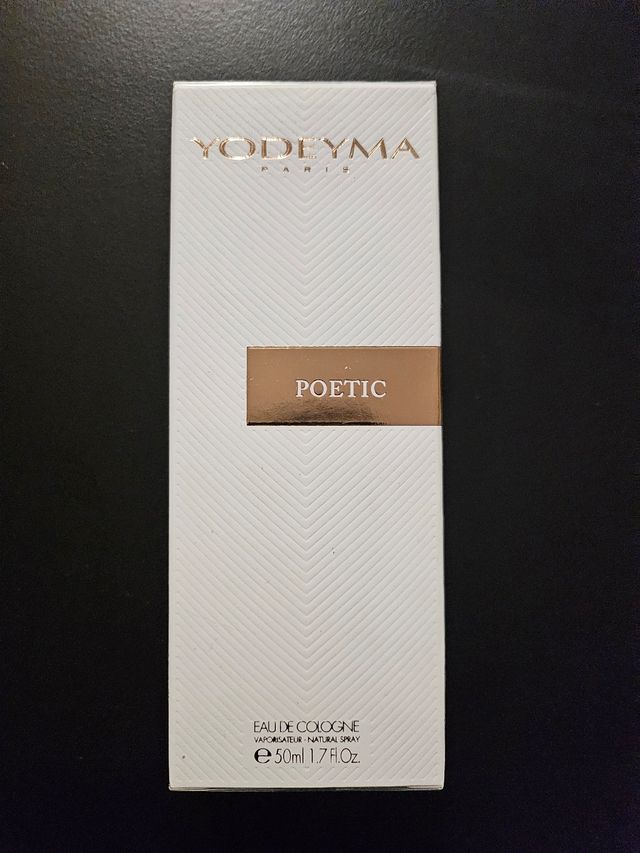 YODEYMA
PARIS
POETIC
EAU DE COLOGNE
VAPORISATEUR - NATURAL SPRAY
℮ 50ml 1.7 Fl.Oz.